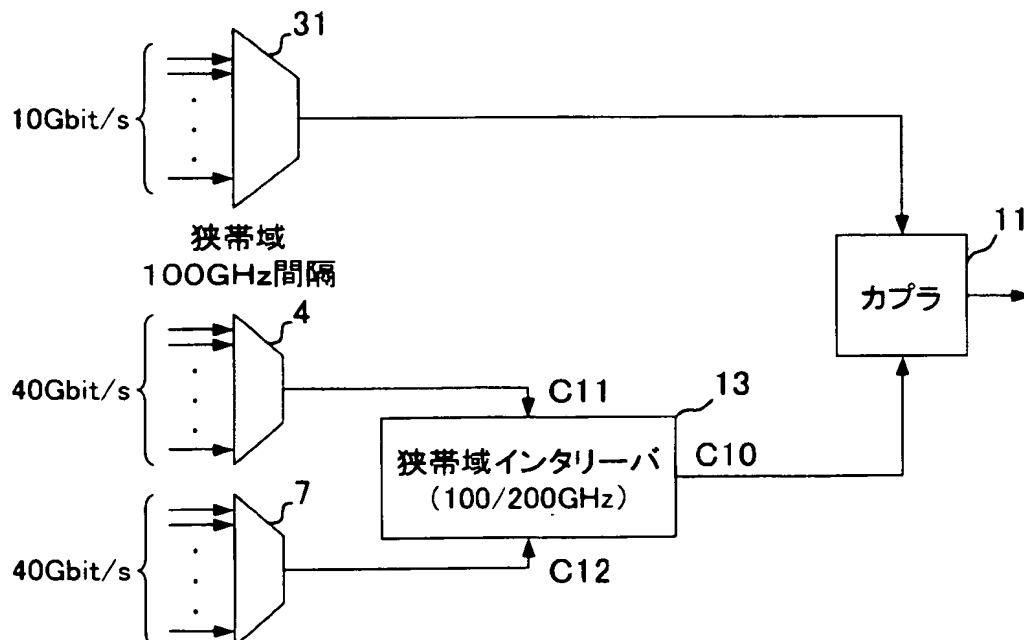 31
10Gbit/s
狭帯域
100GHz間隔
11
カプラ
4
40Gbit/s
C11
13
狭帯域インタリーバ
(100/200GHz)
C10
7
40Gbit/s
C12